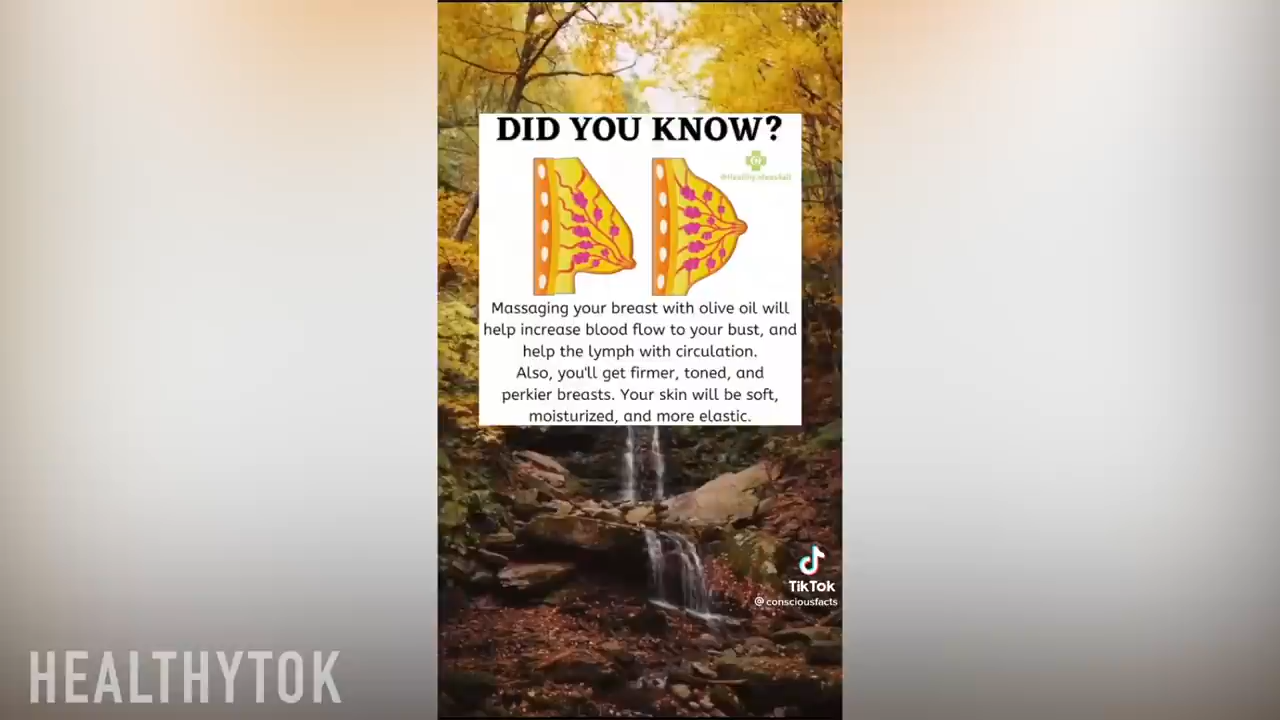 DID YOU KNOW?
Massaging your breast with olive oil will
help increase blood flow to your bust, and
help the lymph with circulation.
Also, you'll get firmer, toned, and
perkier breasts. Your skin will be soft,
moisturized, and more elastic.
TikTok
@consciousfacts
HEALTHYTOK